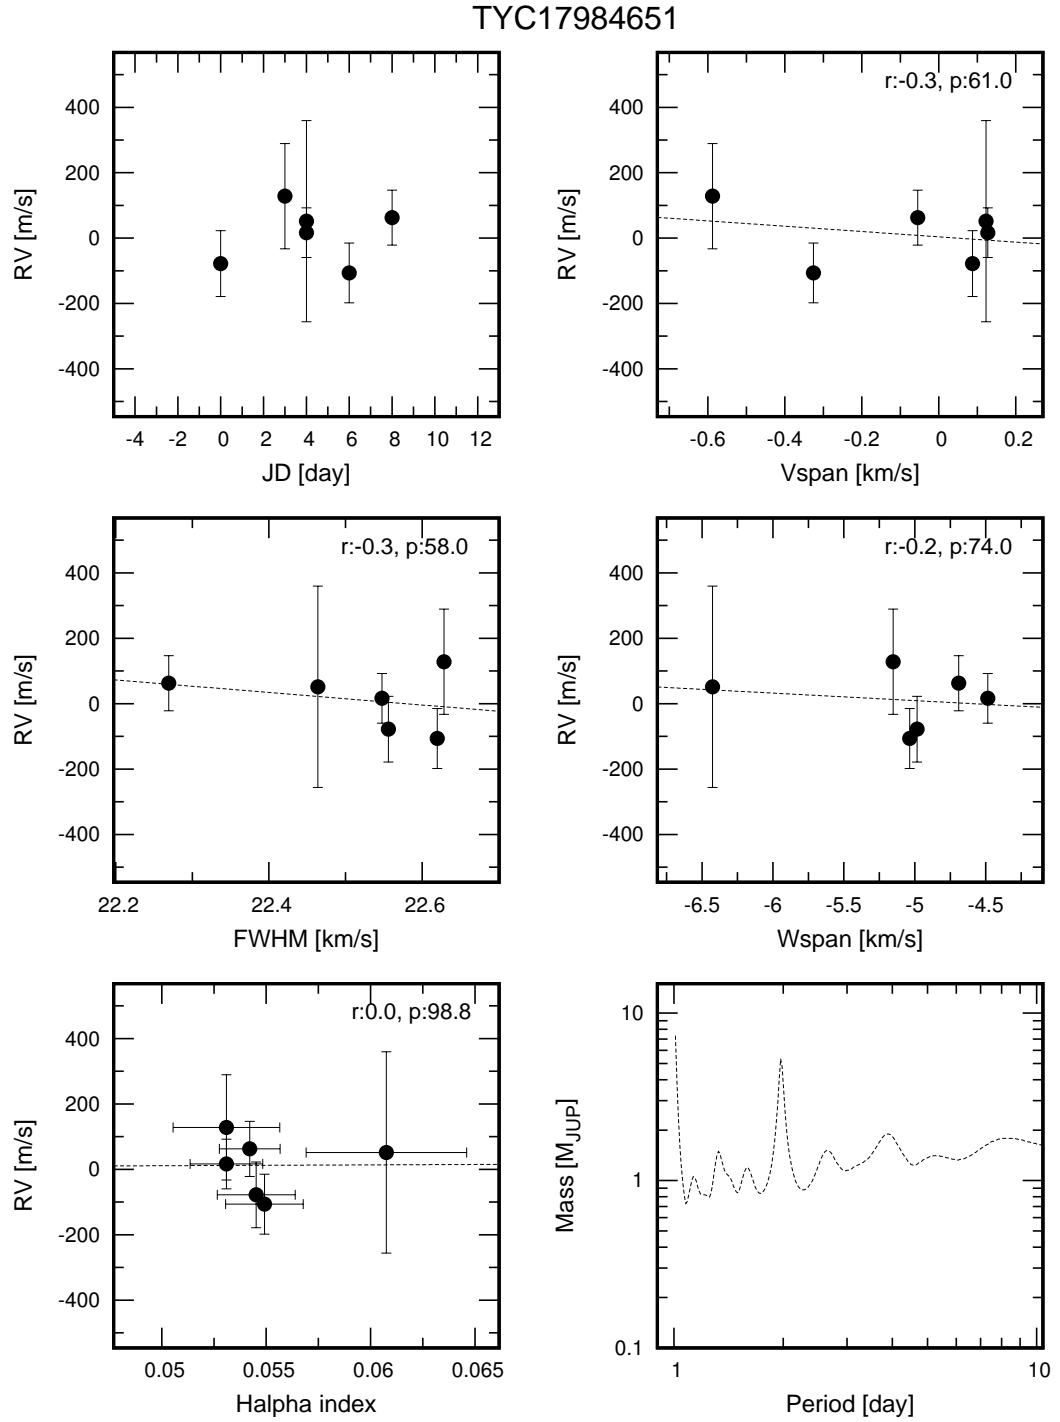 TYC17984651
400
200
0
-200
-400
RV [m/s]
-4 -2 0 2 4 6 8 10 12
JD [day]
r:-0.3, p:61.0
400
200
0
-200
-400
RV [m/s]
-0.6 -0.4 -0.2 0 0.2
Vspan [km/s]
r:-0.3, p:58.0
400
200
0
-200
-400
RV [m/s]
22.2 22.4 22.6
FWHM [km/s]
r:-0.2, p:74.0
400
200
0
-200
-400
RV [m/s]
-6.5 -6 -5.5 -5 -4.5
Wspan [km/s]
r:0.0, p:98.8
400
200
0
-200
-400
RV [m/s]
0.05 0.055 0.06 0.065
Halpha index
10
1
0.1
Mass [M_JUP]
1 10
Period [day]